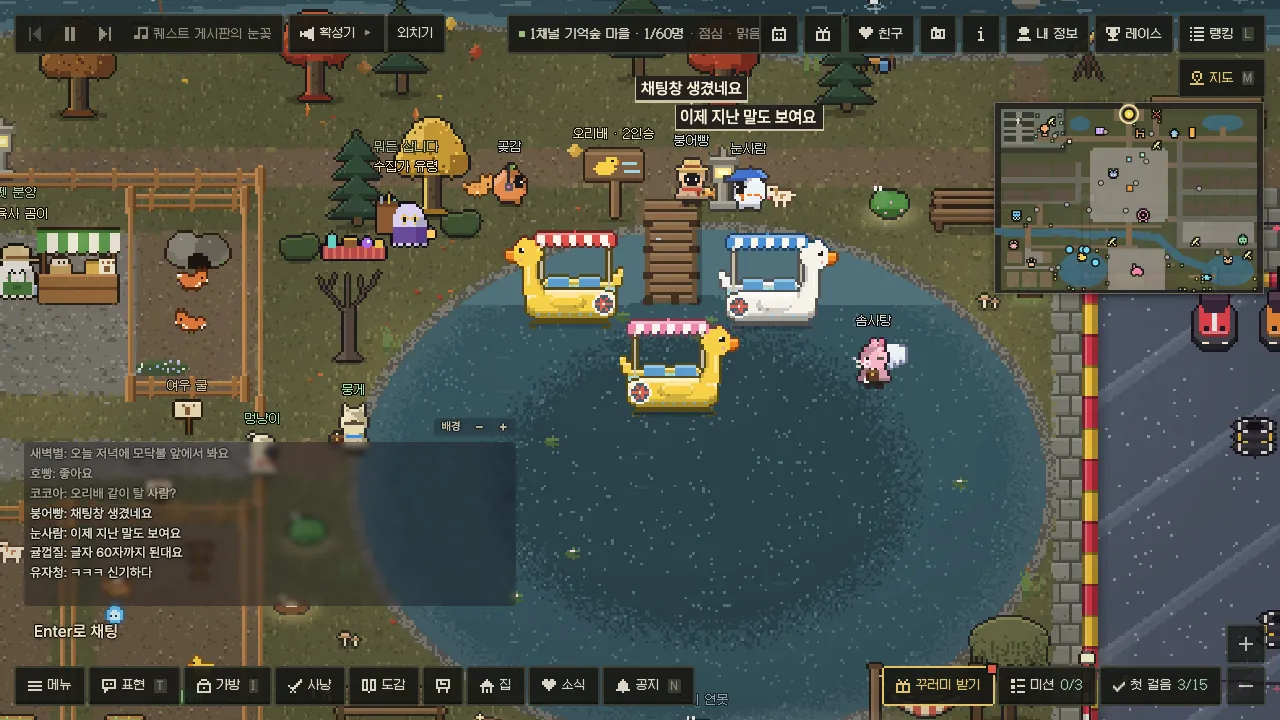 퀘스트 게시판의 눈꽃
확성기
외치기
1채널 기억숲 마을 · 1/60명 · 점심 · 맑음
친구
내 정보
레이스
랭킹 L
지도 M
채팅창 생겼네요
이제 지난 말도 보여요
오리배 · 2인승
붕어빵
눈사람
뭐든 삽니다
수집가 유령
곶감
펫 분양
육사 곰이
솜사탕
여우 굴
뭉게
멍냥이
배경 − +
새벽별: 오늘 저녁에 모닥불 앞에서 봐요
호빵: 좋아요
코코아: 오리배 같이 탈 사람?
붕어빵: 채팅창 생겼네요
눈사람: 이제 지난 말도 보여요
귤껍질: 글자 60자까지 된대요
유자청: ㅋㅋㅋ 신기하다
Enter로 채팅
메뉴
표현 T
가방 I
사냥
도감
집
소식
공지 N
연못
꾸러미 받기
미션 0/3
첫 걸음 3/15